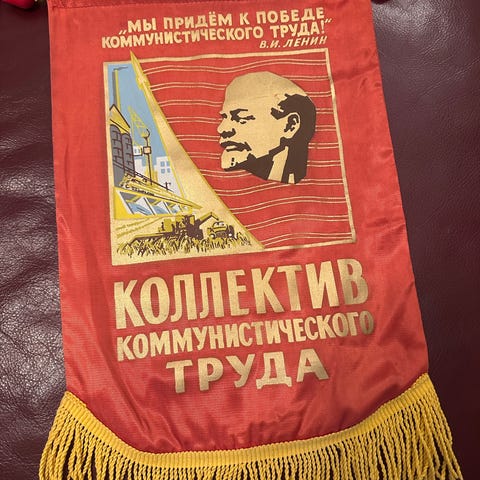 „МЫ ПРИДЁМ К ПОБЕДЕ
КОММУНИСТИЧЕСКОГО ТРУДА!"
В.И. ЛЕНИН
КОЛЛЕКТИВ
КОММУНИСТИЧЕСКОГО
ТРУДА